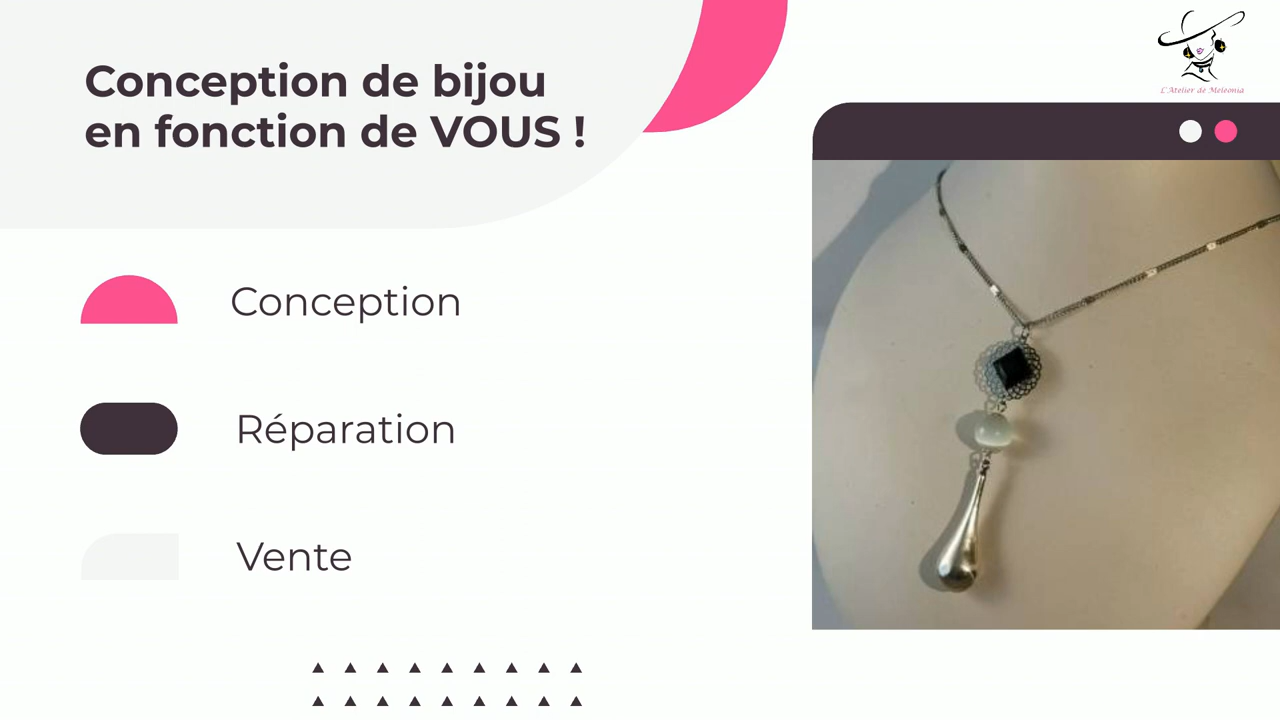 Conception de bijou
en fonction de VOUS !
L'Atelier de Meleonia
Conception
Réparation
Vente